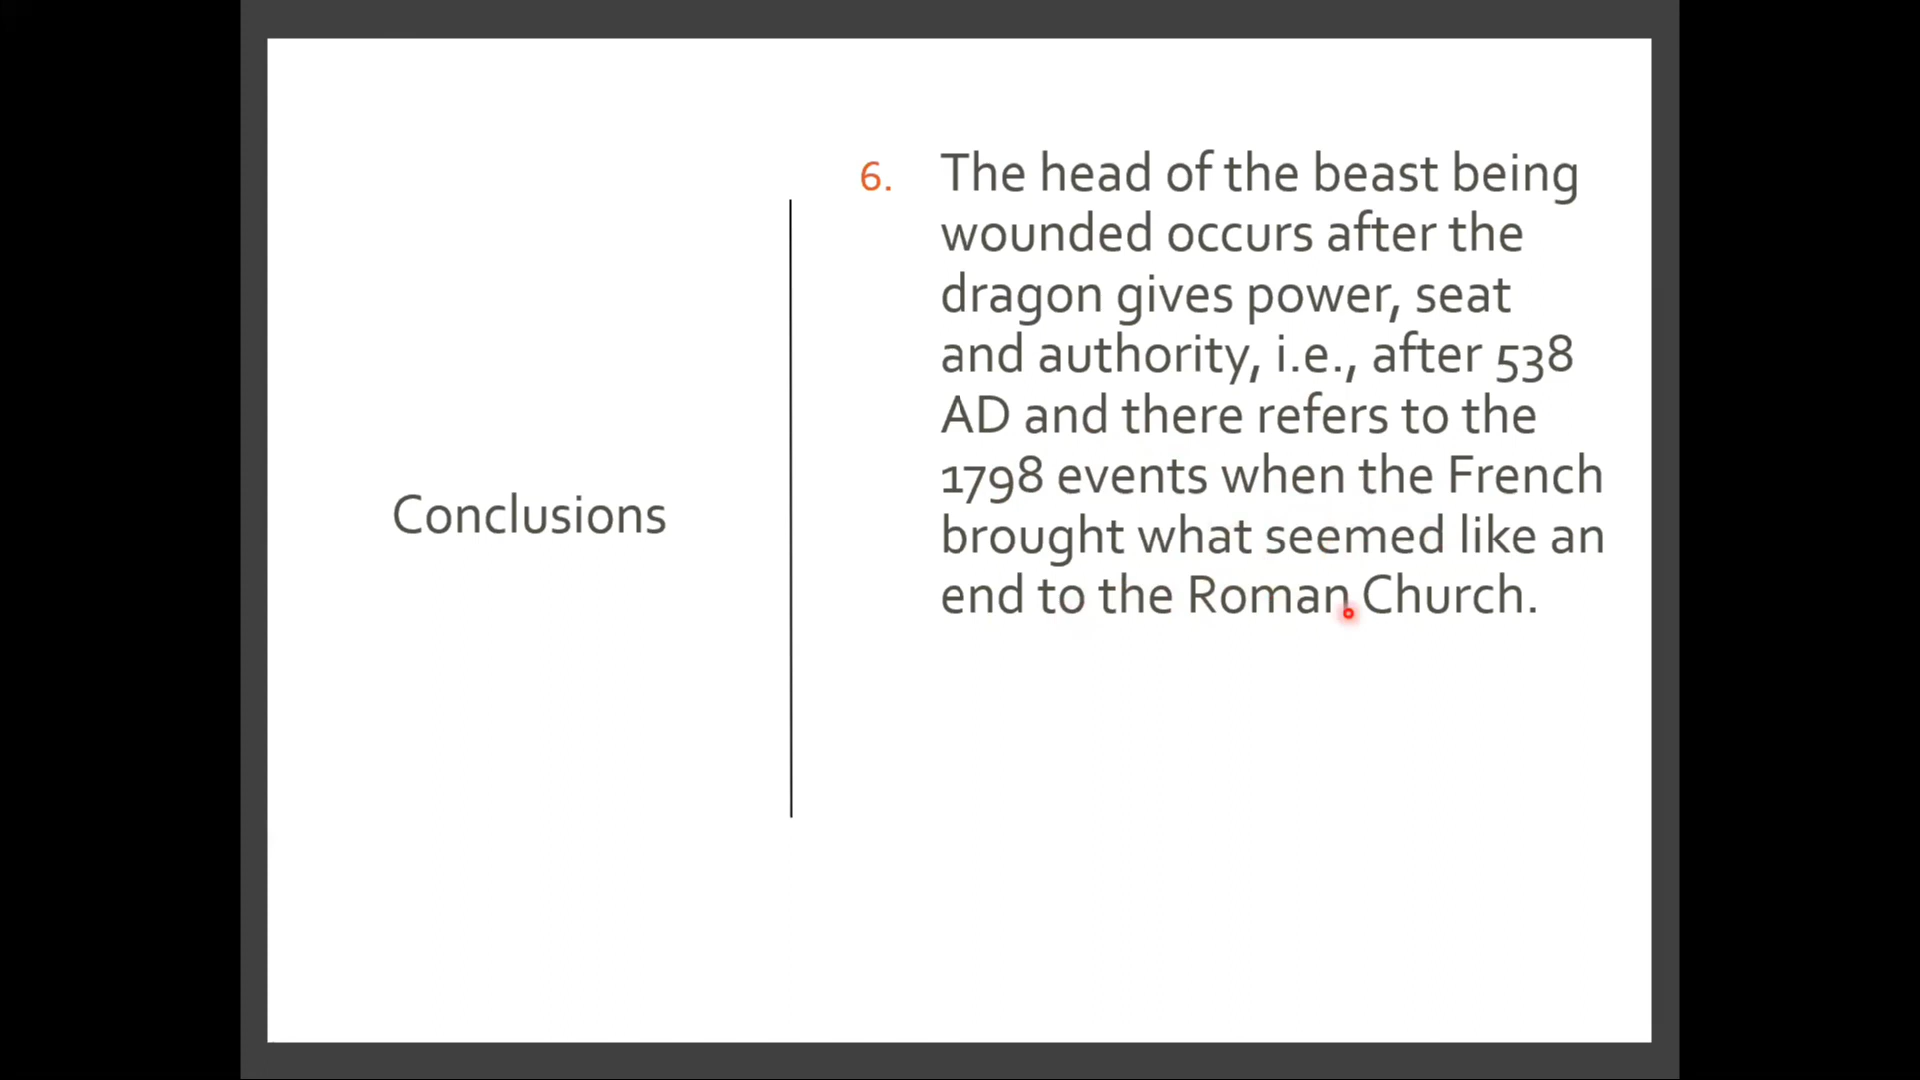 Conclusions
6. The head of the beast being
wounded occurs after the
dragon gives power, seat
and authority, i.e., after 538
AD and there refers to the
1798 events when the French
brought what seemed like an
end to the Roman Church.